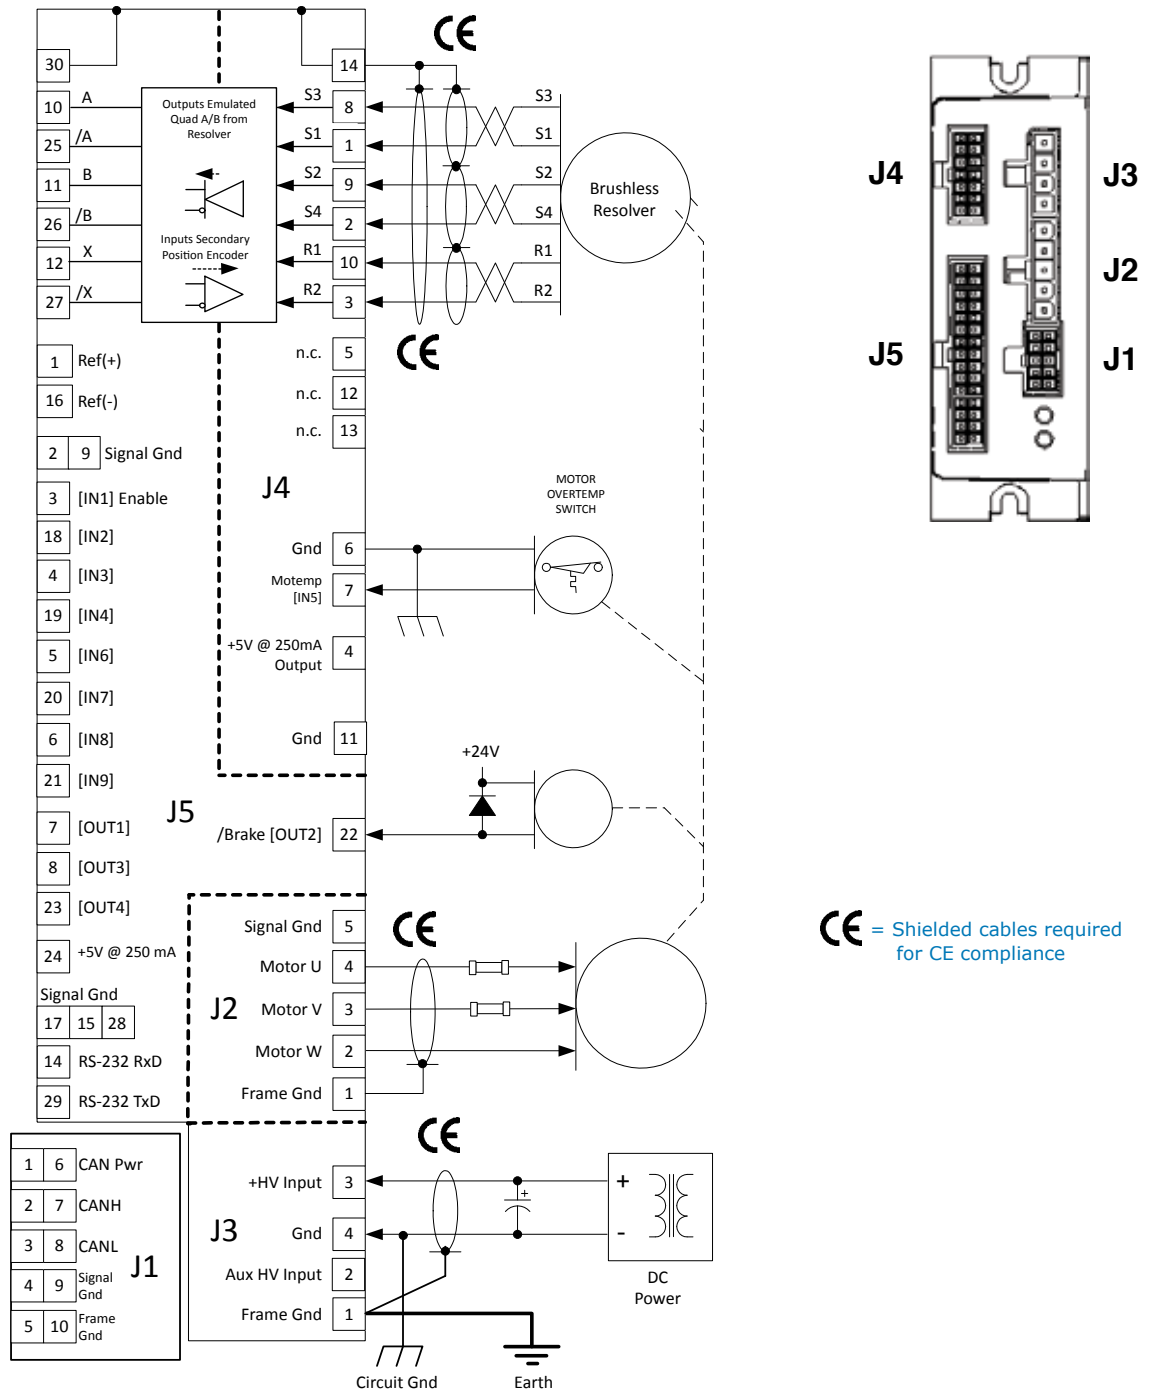 30
14
10 A
25 /A
11 B
26 /B
12 X
27 /X
Outputs Emulated
Quad A/B from
Resolver
Inputs Secondary
Position Encoder
S3 8 S3
S1 1 S1
S2 9 S2
S4 2 S4
R1 10 R1
R2 3 R2
Brushless
Resolver
CE
CE
1 Ref(+)
16 Ref(-)
2 9 Signal Gnd
3 [IN1] Enable
18 [IN2]
4 [IN3]
19 [IN4]
5 [IN6]
20 [IN7]
6 [IN8]
21 [IN9]
7 [OUT1]
8 [OUT3]
23 [OUT4]
24 +5V @ 250 mA
Signal Gnd
17 15 28
14 RS-232 RxD
29 RS-232 TxD
J5
n.c. 5
n.c. 12
n.c. 13
J4
Gnd 6
Motemp
[IN5]
7
+5V @ 250mA
Output
4
Gnd 11
MOTOR
OVERTEMP
SWITCH
+24V
/Brake [OUT2] 22
CE
Signal Gnd 5
Motor U 4
Motor V 3
Motor W 2
Frame Gnd 1
J2
CE
+HV Input 3
Gnd 4
Aux HV Input 2
Frame Gnd 1
J3
+
+
-
DC
Power
Circuit Gnd
Earth
1 6 CAN Pwr
2 7 CANH
3 8 CANL
4 9 Signal
Gnd
5 10 Frame
Gnd
J1
J4
J3
J2
J5
J1
CE = Shielded cables required
for CE compliance